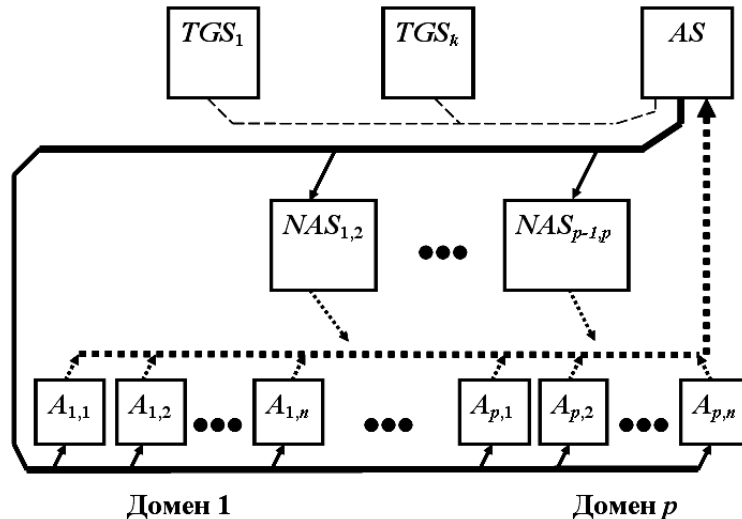 TGS₁ TGSₖ AS
NAS₁,₂ ●●● NASₚ₋₁,ₚ
A₁,₁ A₁,₂ ●●● A₁,ₙ ●●● Aₚ,₁ Aₚ,₂ ●●● Aₚ,ₙ
Домен 1 Домен p